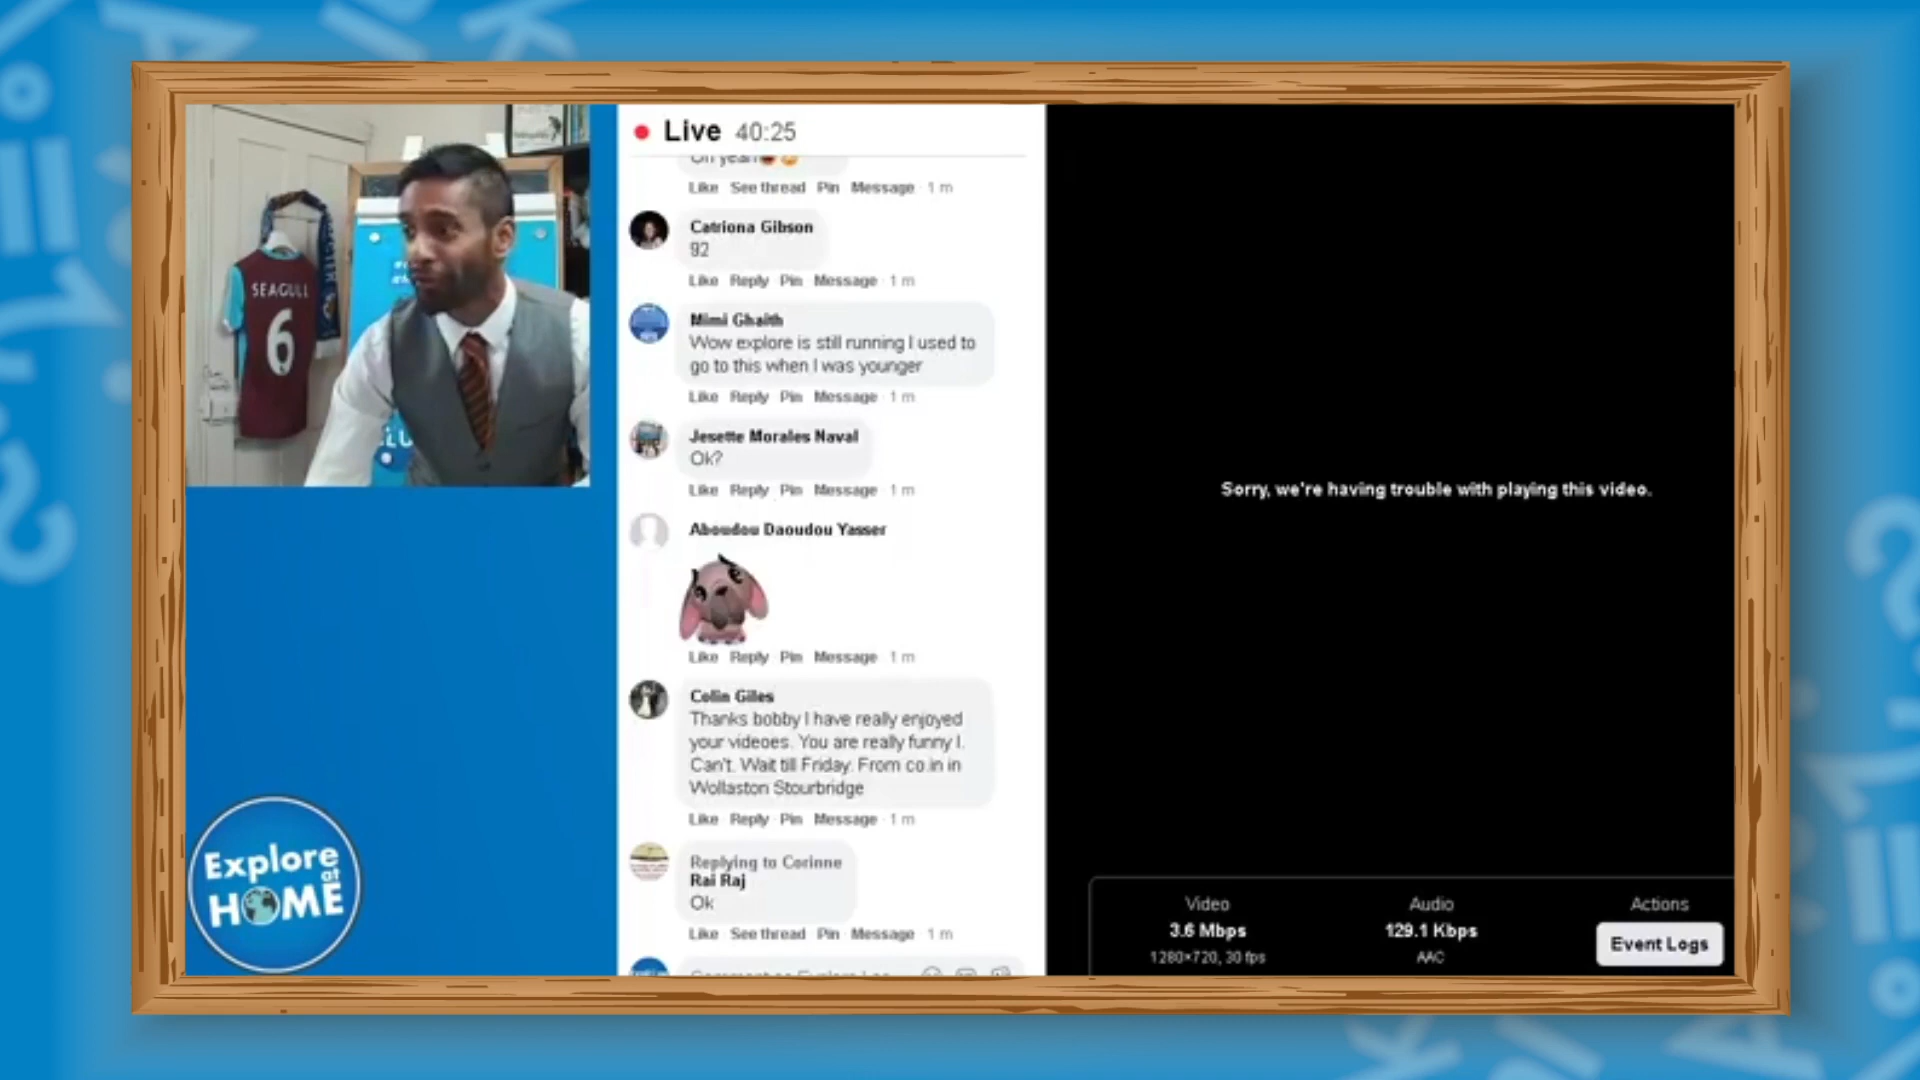 SEAGULL
6
Explore
at
HOME
Live 40:25
Oh yeah
Like See thread Pin Message · 1 m
Catriona Gibson
92
Like Reply Pin Message · 1 m
Mimi Ghaith
Wow explore is still running I used to
go to this when I was younger
Like Reply Pin Message · 1 m
Jesette Morales Naval
Ok?
Like Reply Pin Message · 1 m
Aboudou Daoudou Yasser
Like Reply Pin Message · 1 m
Colin Giles
Thanks bobby I have really enjoyed
your videoes. You are really funny I.
Can't. Wait till Friday. From co.in in
Wollaston Stourbridge
Like Reply Pin Message · 1 m
Replying to Corinne
Rai Raj
Ok
Like See thread Pin Message · 1 m
Comment as Explore
Sorry, we're having trouble with playing this video.
Video
3.6 Mbps
1280×720, 30 fps
Audio
129.1 Kbps
AAC
Actions
Event Logs